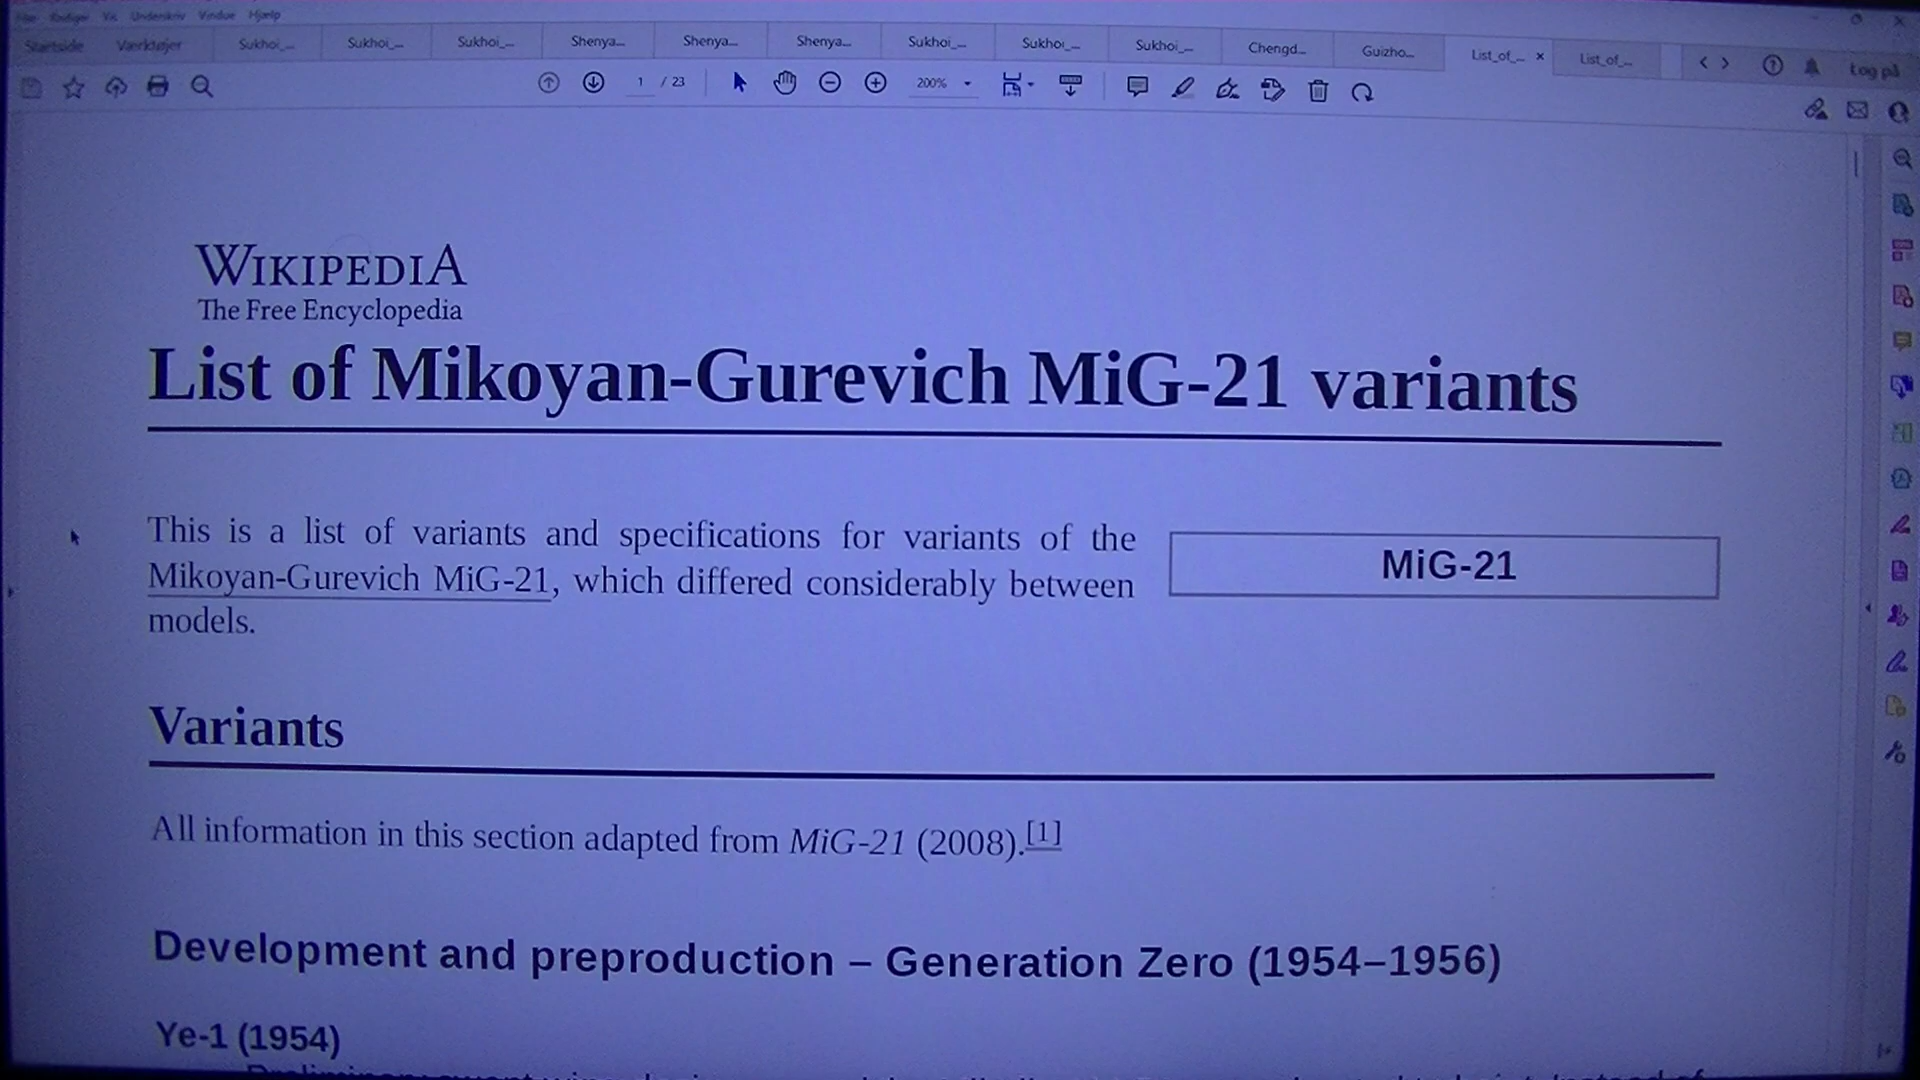 Vis Vindue Hjælp
Startside Værktøjer Sukhoi_... Sukhoi_... Sukhoi_... Shenya... Shenya... Shenya... Sukhoi_... Sukhoi_... Sukhoi_... Chengd... Guizho... List_of_... × List_of_... Log på
1 / 23 200%
WIKIPEDIA
The Free Encyclopedia
List of Mikoyan-Gurevich MiG-21 variants
This is a list of variants and specifications for variants of the
Mikoyan-Gurevich MiG-21, which differed considerably between
models.
MiG-21
Variants
All information in this section adapted from MiG-21 (2008).[1]
Development and preproduction – Generation Zero (1954–1956)
Ye-1 (1954)